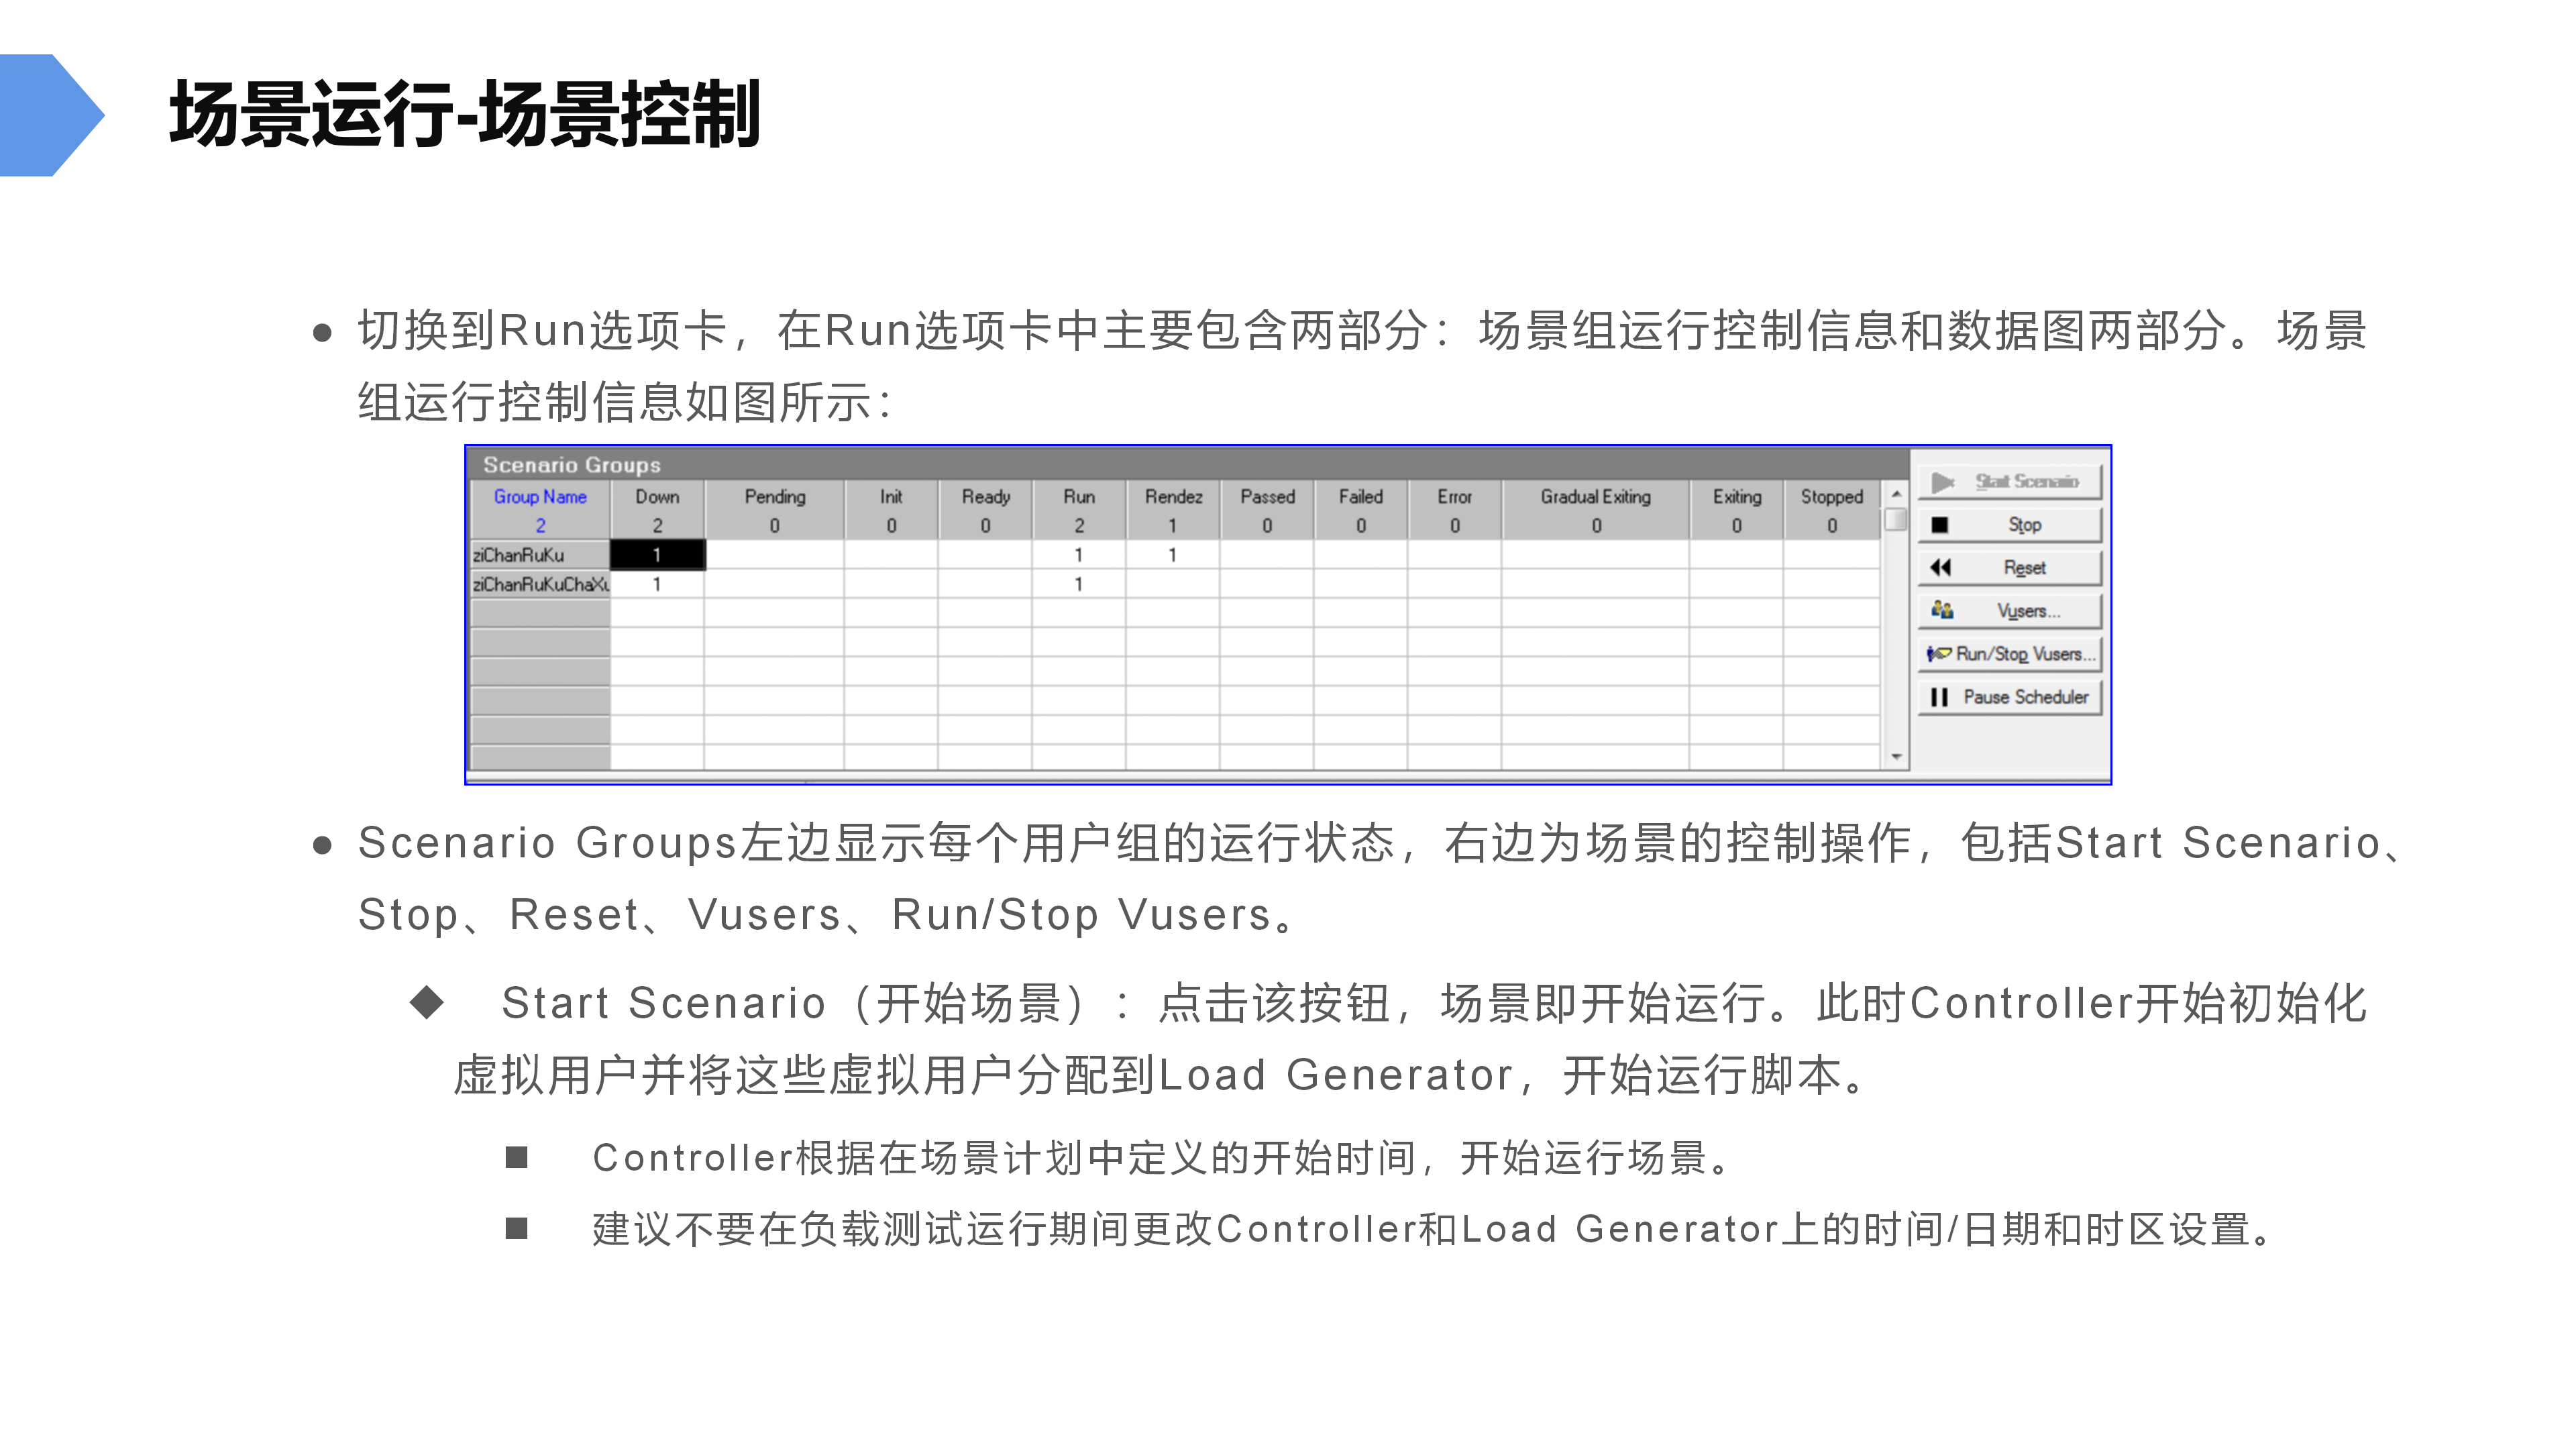 场景运行-场景控制
● 切换到Run选项卡，在Run选项卡中主要包含两部分：场景组运行控制信息和数据图两部分。场景
组运行控制信息如图所示：
Scenario Groups
Group Name Down Pending Init Ready Run Rendez Passed Failed Error Gradual Exiting Exiting Stopped
2 2 0 0 0 2 1 0 0 0 0 0 0
ziChanRuKu 1 1 1
ziChanRuKuChaXu 1 1
Start Scenario
Stop
Reset
Vusers...
Run/Stop Vusers...
Pause Scheduler
● Scenario Groups左边显示每个用户组的运行状态，右边为场景的控制操作，包括Start Scenario、
Stop、Reset、Vusers、Run/Stop Vusers。
◆ Start Scenario（开始场景）：点击该按钮，场景即开始运行。此时Controller开始初始化
虚拟用户并将这些虚拟用户分配到Load Generator，开始运行脚本。
■ Controller根据在场景计划中定义的开始时间，开始运行场景。
■ 建议不要在负载测试运行期间更改Controller和Load Generator上的时间/日期和时区设置。